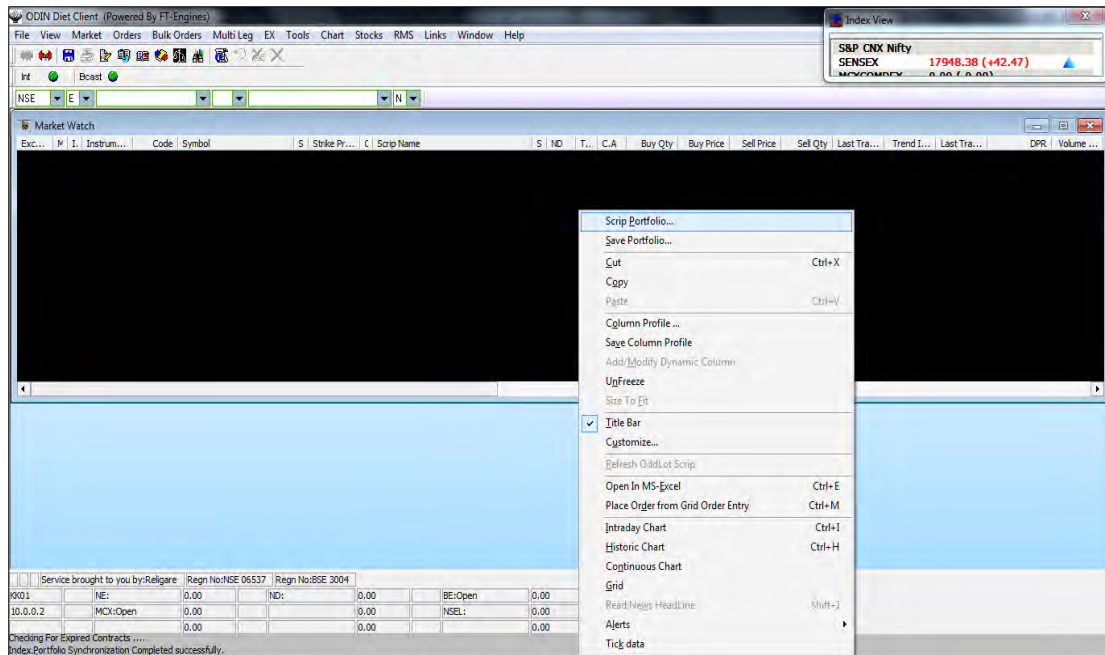 ODIN Diet Client (Powered By FT-Engines)
File View Market Orders Bulk Orders Multi Leg EX Tools Chart Stocks RMS Links Window Help
Index View
S&P CNX Nifty
SENSEX 17948.38 (+42.47)
MCXCOMDEX 0.00 ( 0.00)
Int Bcast
NSE E N
Market Watch
Exc... M I. Instrum... Code Symbol S Strike Pr... C Scrip Name S ND T.. C.A Buy Qty Buy Price Sell Price Sell Qty Last Tra... Trend I... Last Tra... DPR Volume ...
Scrip Portfolio...
Save Portfolio...
Cut Ctrl+X
Copy
Paste Ctrl+V
Column Profile ...
Save Column Profile
Add/Modify Dynamic Column
UnFreeze
Size To Fit
Title Bar
Customize...
Refresh OddLot Scrip
Open In MS-Excel Ctrl+E
Place Order from Grid Order Entry Ctrl+M
Intraday Chart Ctrl+I
Historic Chart Ctrl+H
Continuous Chart
Grid
Read News HeadLine Shift+J
Alerts
Tick data
Service brought to you by:Religare Regn No:NSE 06537 Regn No:BSE 3004
KK01 NE: 0.00 ND: 0.00 BE:Open 0.00
10.0.0.2 MCX:Open 0.00 0.00 NSEL: 0.00
0.00 0.00 0.00
Checking For Expired Contracts ....
Index Portfolio Synchronization Completed successfully.